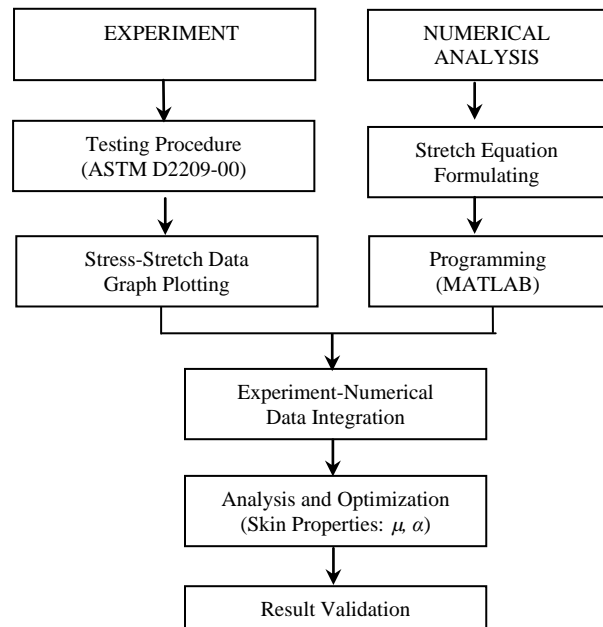 EXPERIMENT
NUMERICAL
ANALYSIS
Testing Procedure
(ASTM D2209-00)
Stretch Equation
Formulating
Stress-Stretch Data
Graph Plotting
Programming
(MATLAB)
Experiment-Numerical
Data Integration
Analysis and Optimization
(Skin Properties: μ, α)
Result Validation